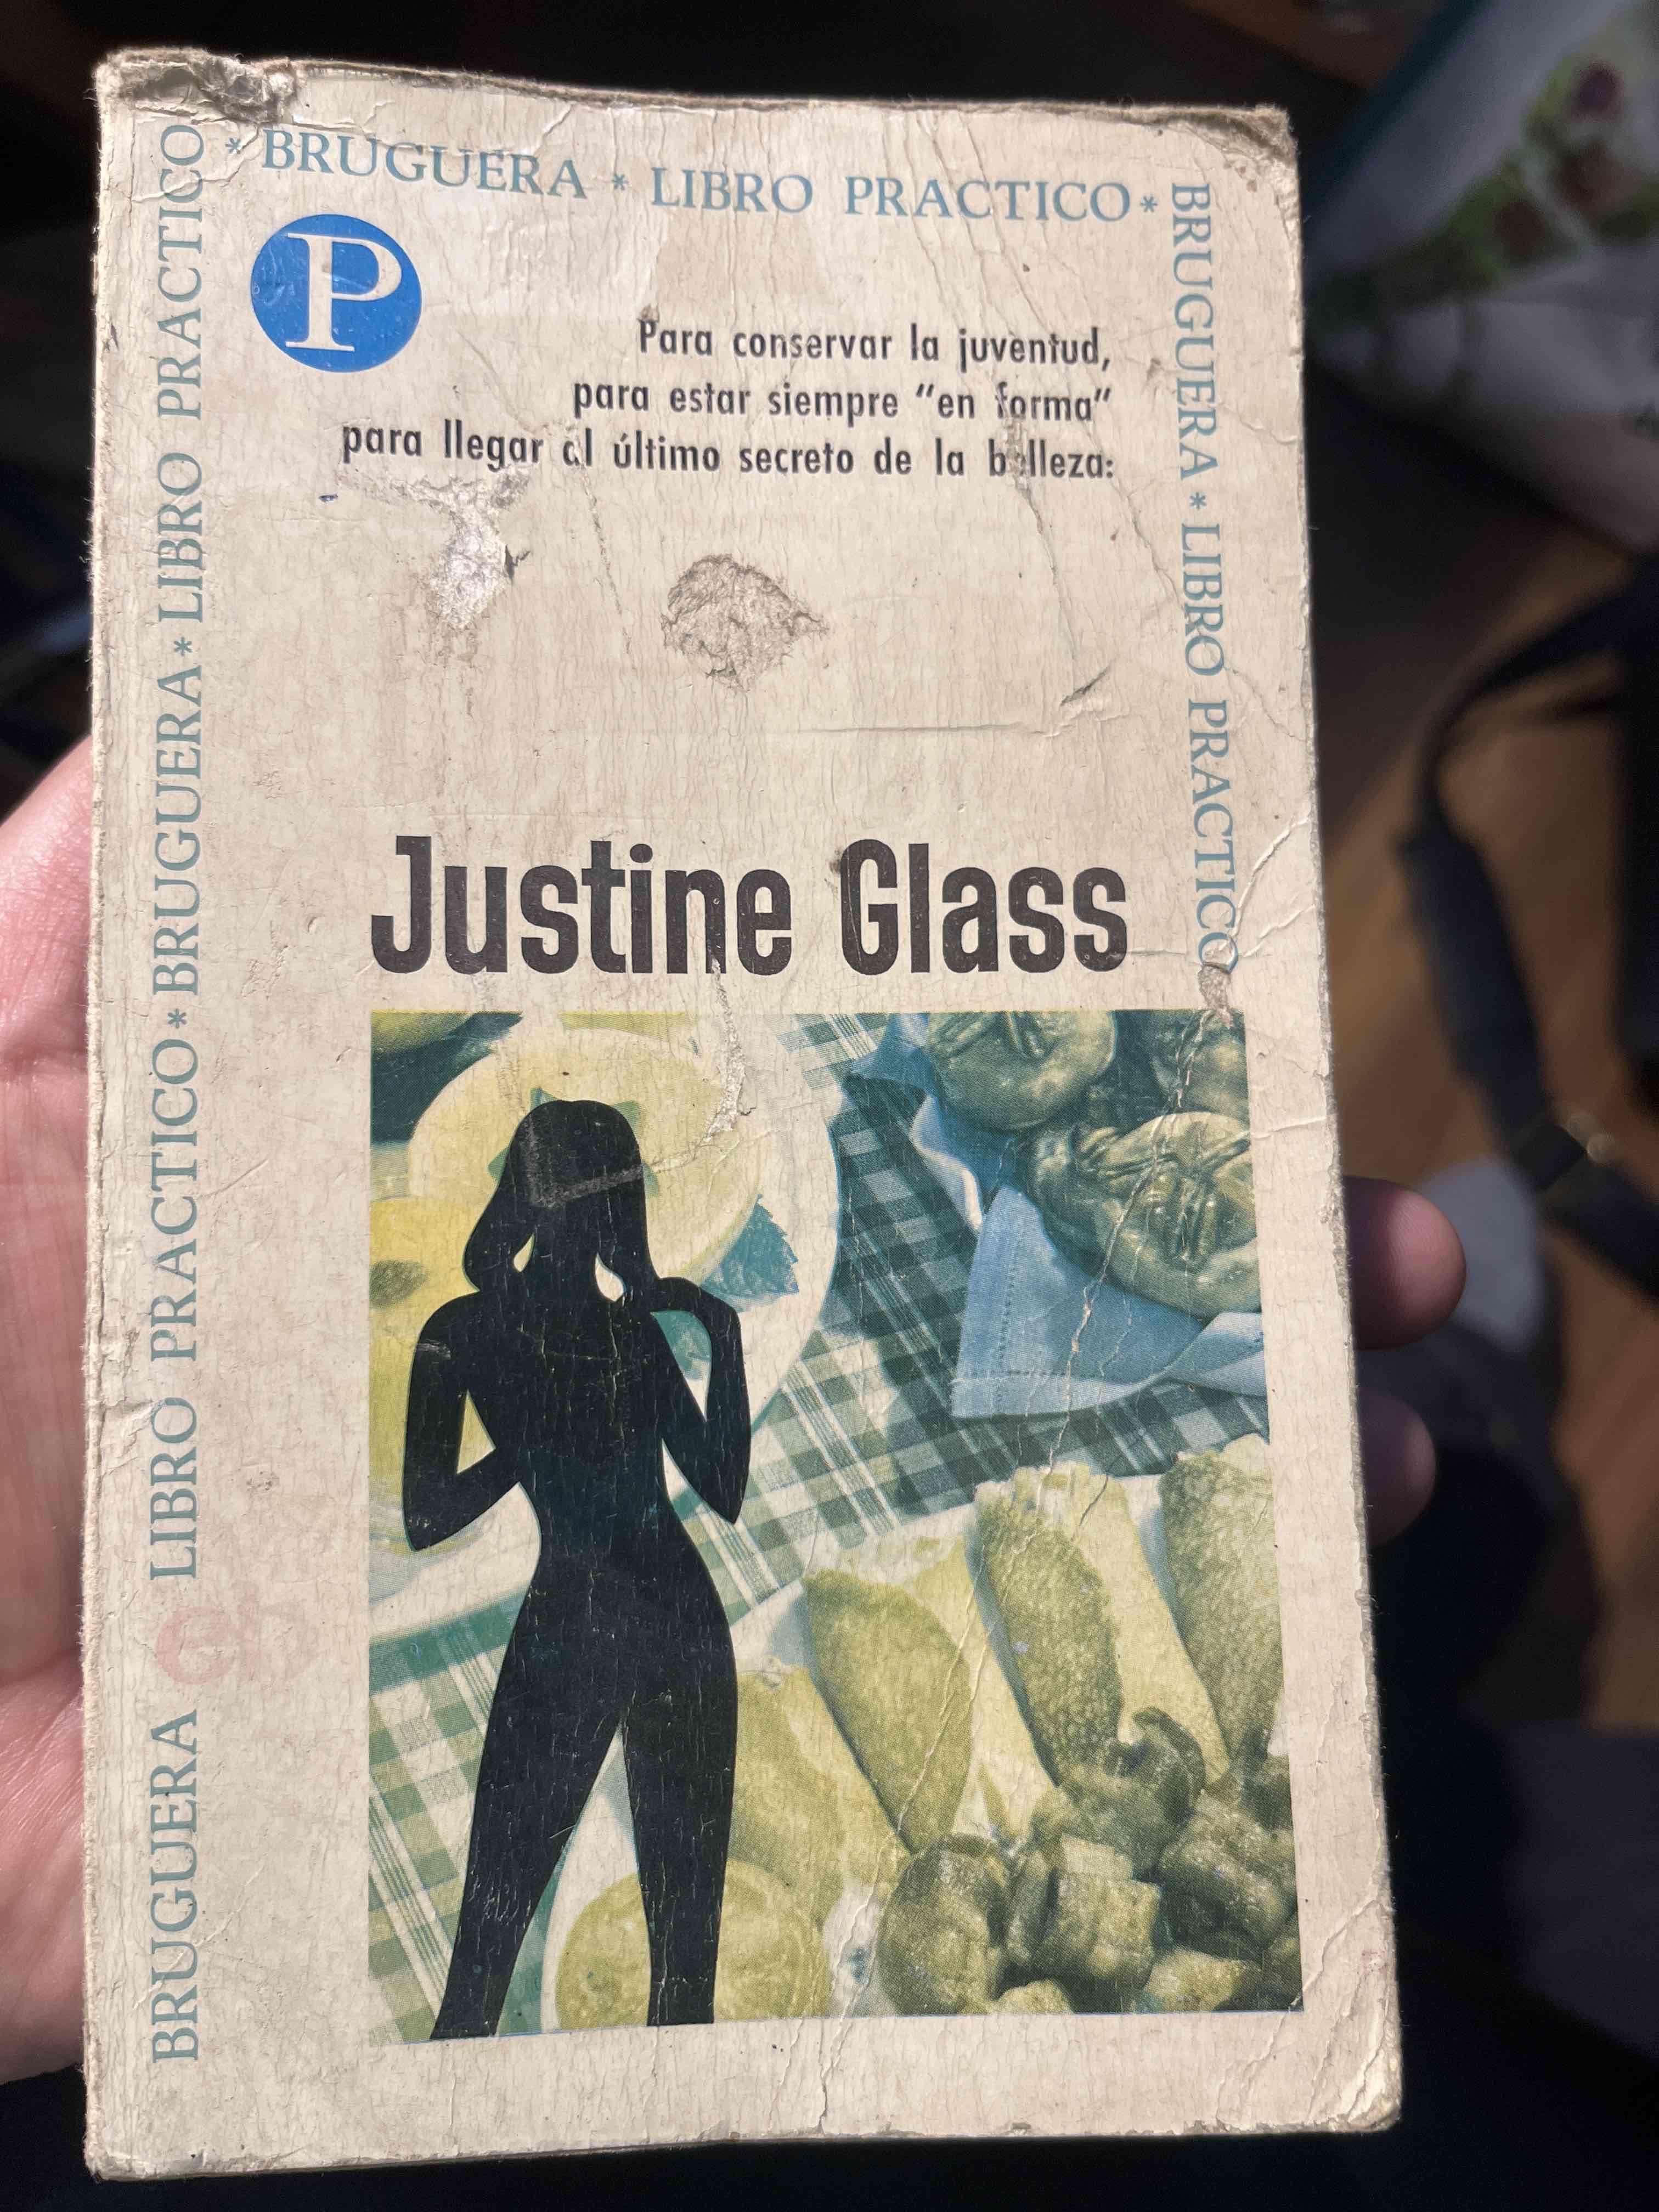 * BRUGUERA * LIBRO PRACTICO *
BRUGUERA * LIBRO PRACTICO
BRUGUERA LIBRO PRACTICO * BRUGUERA * LIBRO PRACTICO
P
Para conservar la juventud,
para estar siempre "en forma"
para llegar al último secreto de la belleza:
Justine Glass